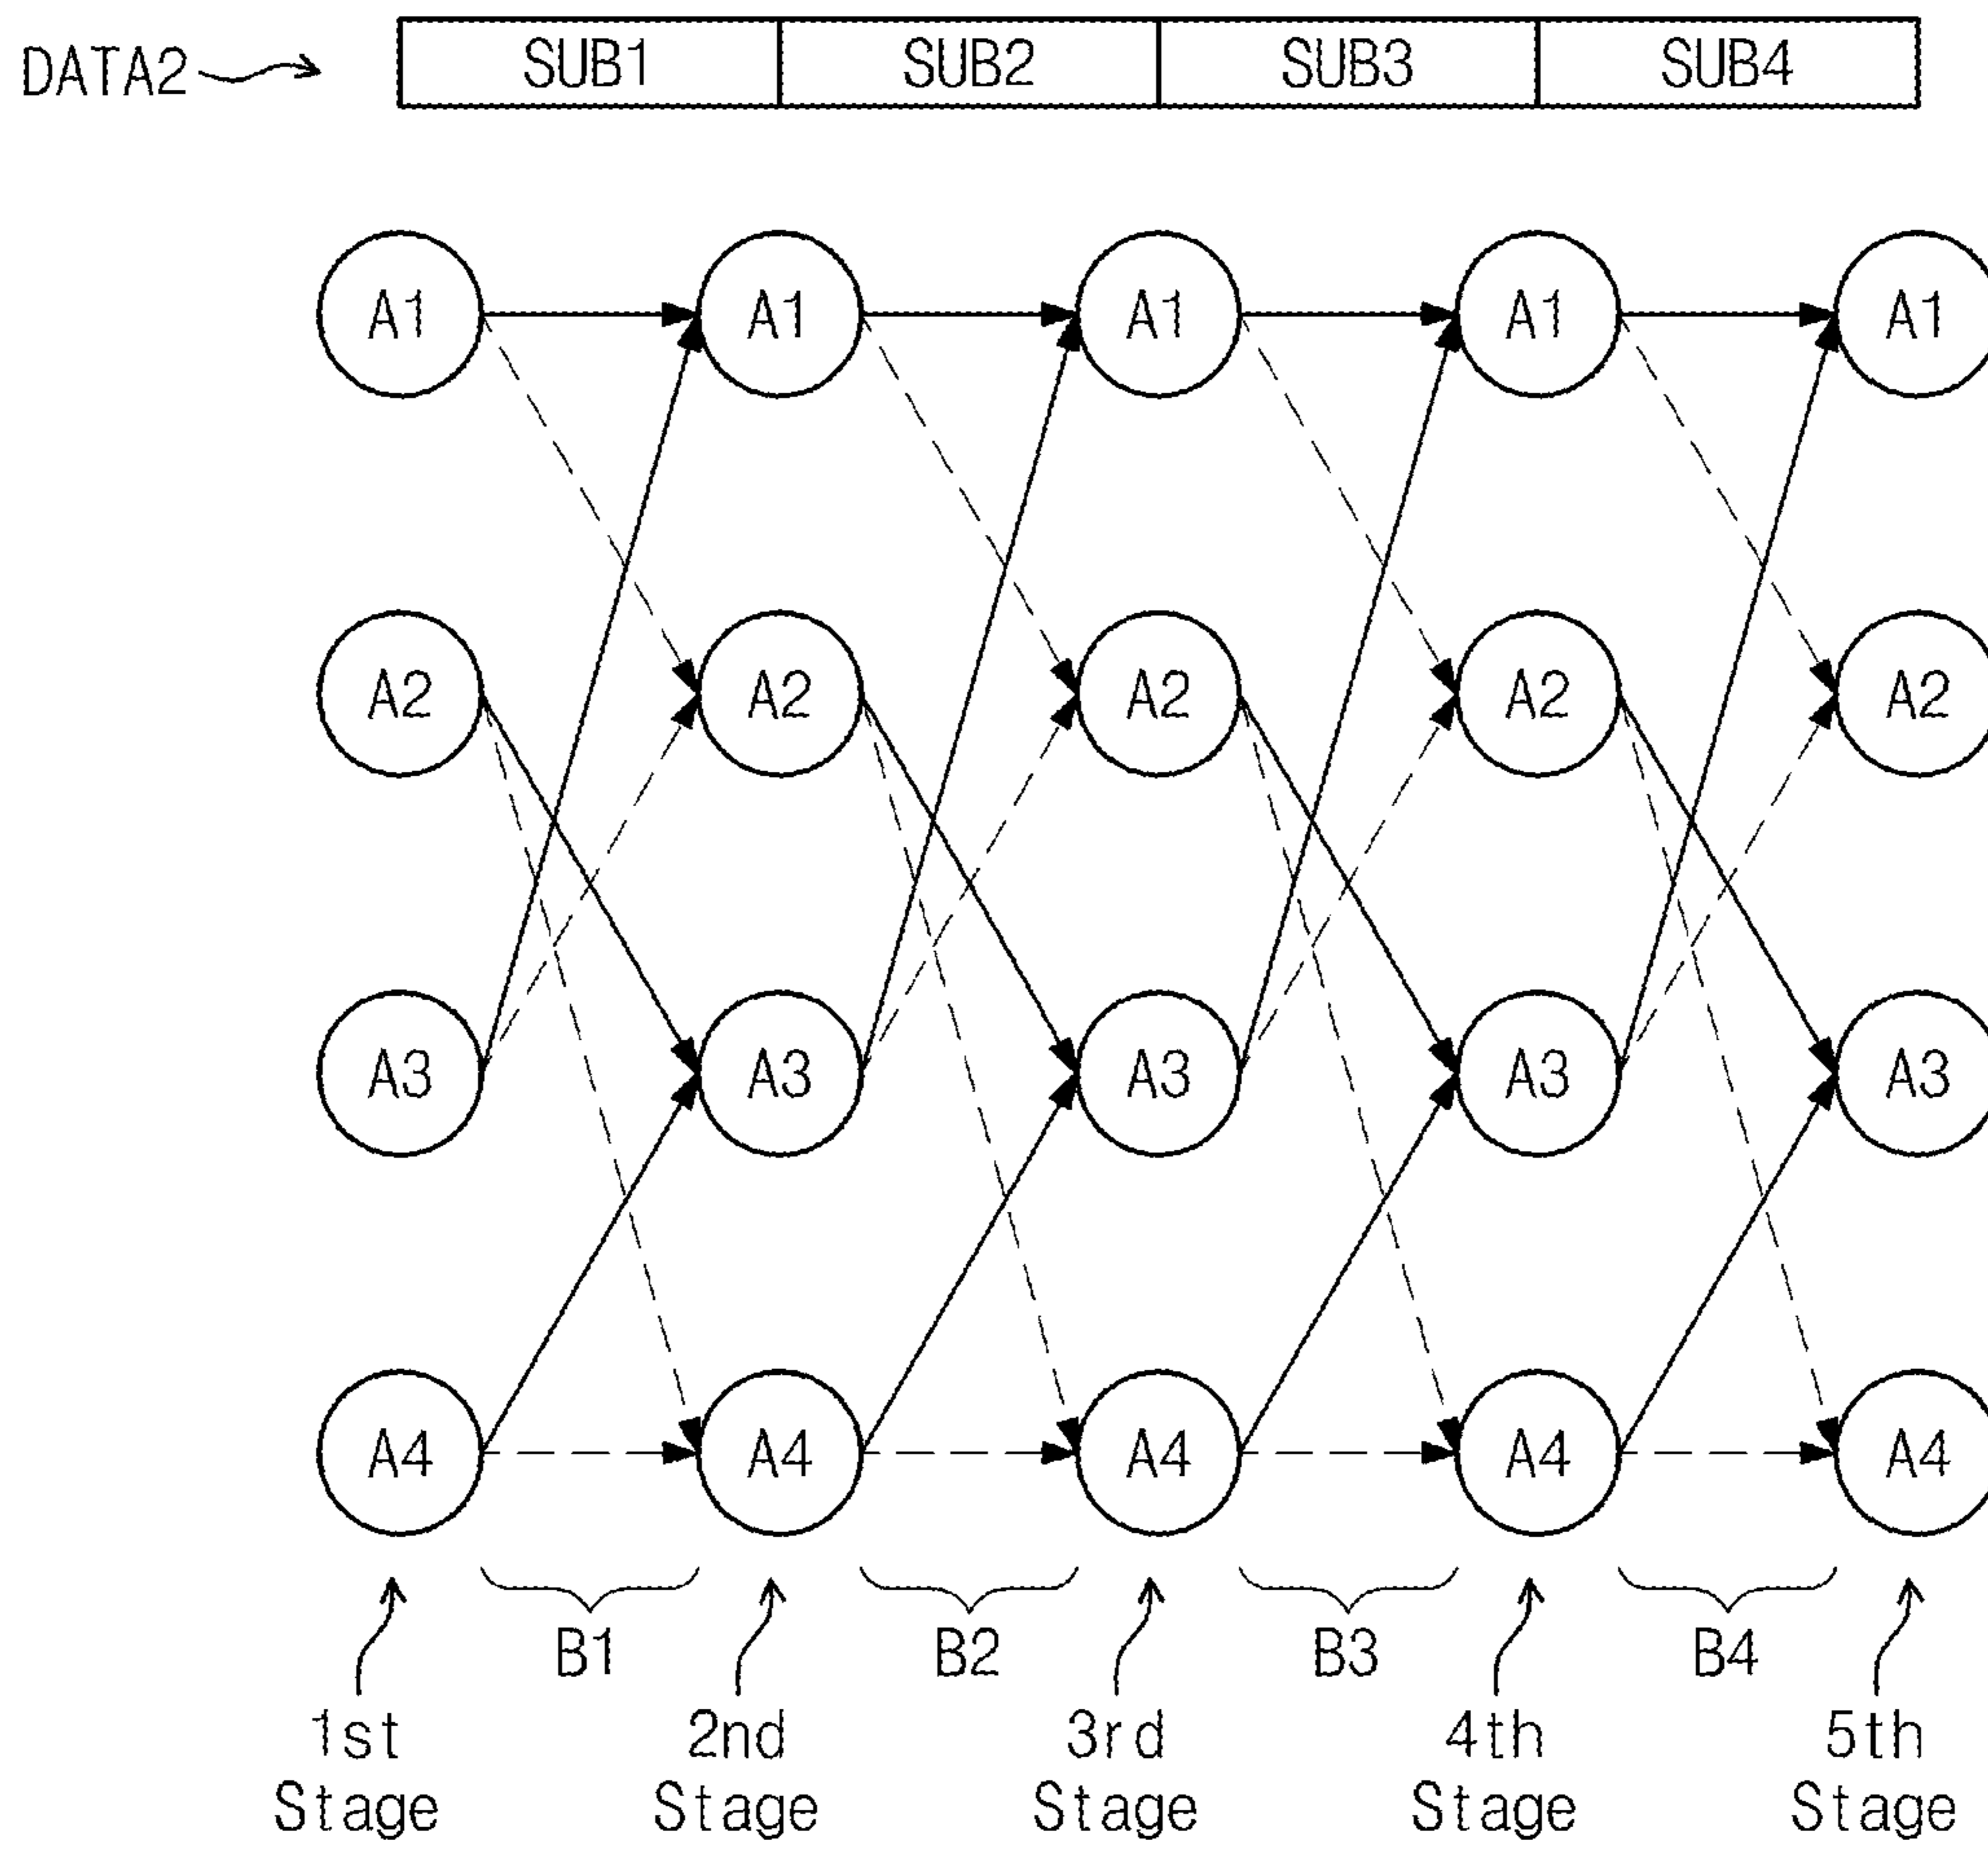 DATA2 SUB1 SUB2 SUB3 SUB4
A1 A1 A1 A1 A1
A2 A2 A2 A2 A2
A3 A3 A3 A3 A3
A4 A4 A4 A4 A4
B1 B2 B3 B4
1st 2nd 3rd 4th 5th
Stage Stage Stage Stage Stage